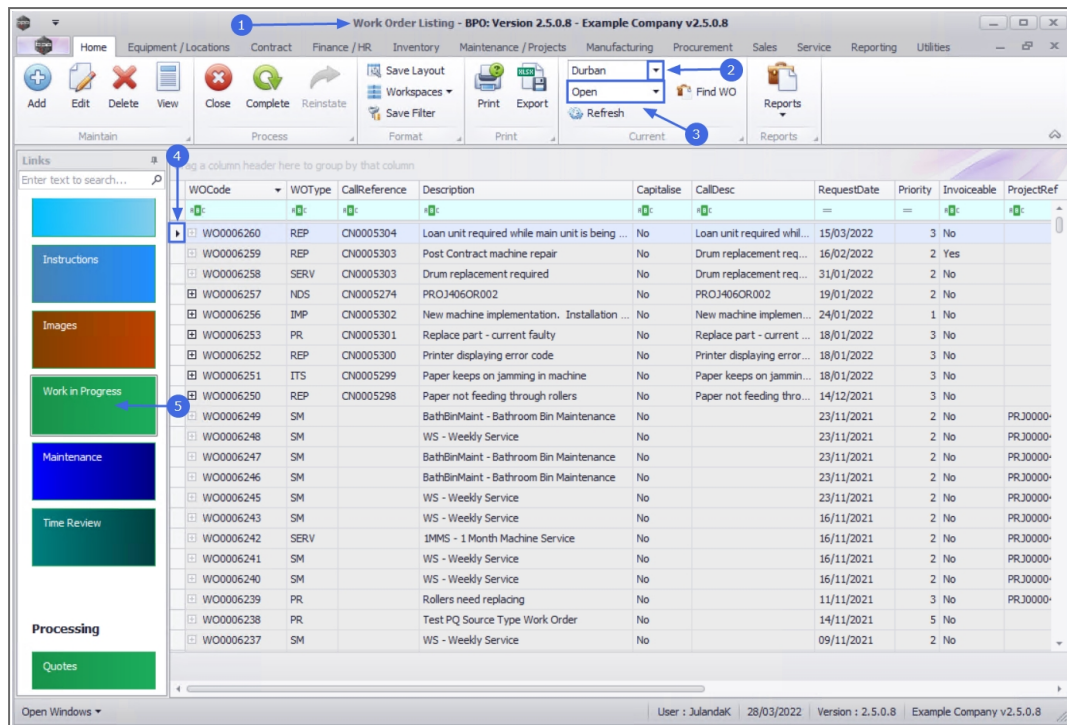 Work Order Listing - BPO: Version 2.5.0.8 - Example Company v2.5.0.8
1
Home Equipment / Locations Contract Finance / HR Inventory Maintenance / Projects Manufacturing Procurement Sales Service Reporting Utilities
Add Edit Delete View
Maintain
Close Complete Reinstate
Process
Save Layout
Workspaces
Save Filter
Format
Print Export
Print
Durban
2
Open
Find WO
Refresh
3
Current
Reports
Reports
Links
4
Enter text to search...
Instructions
Images
Work in Progress
5
Maintenance
Time Review
Processing
Quotes
a column header here to group by that column
WOCode WOType CallReference Description Capitalise CallDesc RequestDate Priority Invoiceable ProjectRef
WO0006260 REP CN0005304 Loan unit required while main unit is being ... No Loan unit required whil... 15/03/2022 3 No
WO0006259 REP CN0005303 Post Contract machine repair No Drum replacement req... 16/02/2022 2 Yes
WO0006258 SERV CN0005303 Drum replacement required No Drum replacement req... 31/01/2022 2 No
WO0006257 NDS CN0005274 PROJ406OR002 No PROJ406OR002 19/01/2022 2 No
WO0006256 IMP CN0005302 New machine implementation. Installation ... No New machine implemen... 24/01/2022 1 No
WO0006253 PR CN0005301 Replace part - current faulty No Replace part - current ... 18/01/2022 3 No
WO0006252 REP CN0005300 Printer displaying error code No Printer displaying error... 18/01/2022 3 No
WO0006251 ITS CN0005299 Paper keeps on jamming in machine No Paper keeps on jammin... 18/01/2022 3 No
WO0006250 REP CN0005298 Paper not feeding through rollers No Paper not feeding thro... 14/12/2021 3 No
WO0006249 SM BathBinMaint - Bathroom Bin Maintenance No 23/11/2021 2 No PRJ0000
WO0006248 SM WS - Weekly Service No 23/11/2021 2 No PRJ0000
WO0006247 SM BathBinMaint - Bathroom Bin Maintenance No 23/11/2021 2 No PRJ0000
WO0006246 SM BathBinMaint - Bathroom Bin Maintenance No 23/11/2021 2 No PRJ0000
WO0006245 SM WS - Weekly Service No 23/11/2021 2 No PRJ0000
WO0006243 SM WS - Weekly Service No 16/11/2021 2 No PRJ0000
WO0006242 SERV 1MMS - 1 Month Machine Service No 16/11/2021 2 No PRJ0000
WO0006241 SM WS - Weekly Service No 16/11/2021 2 No PRJ0000
WO0006240 SM WS - Weekly Service No 16/11/2021 2 No PRJ0000
WO0006239 PR Rollers need replacing No 11/11/2021 3 No PRJ0000
WO0006238 PR Test PQ Source Type Work Order No 14/11/2021 5 No
WO0006237 SM WS - Weekly Service No 09/11/2021 2 No
Open Windows User : JulandaK 28/03/2022 Version : 2.5.0.8 Example Company v2.5.0.8